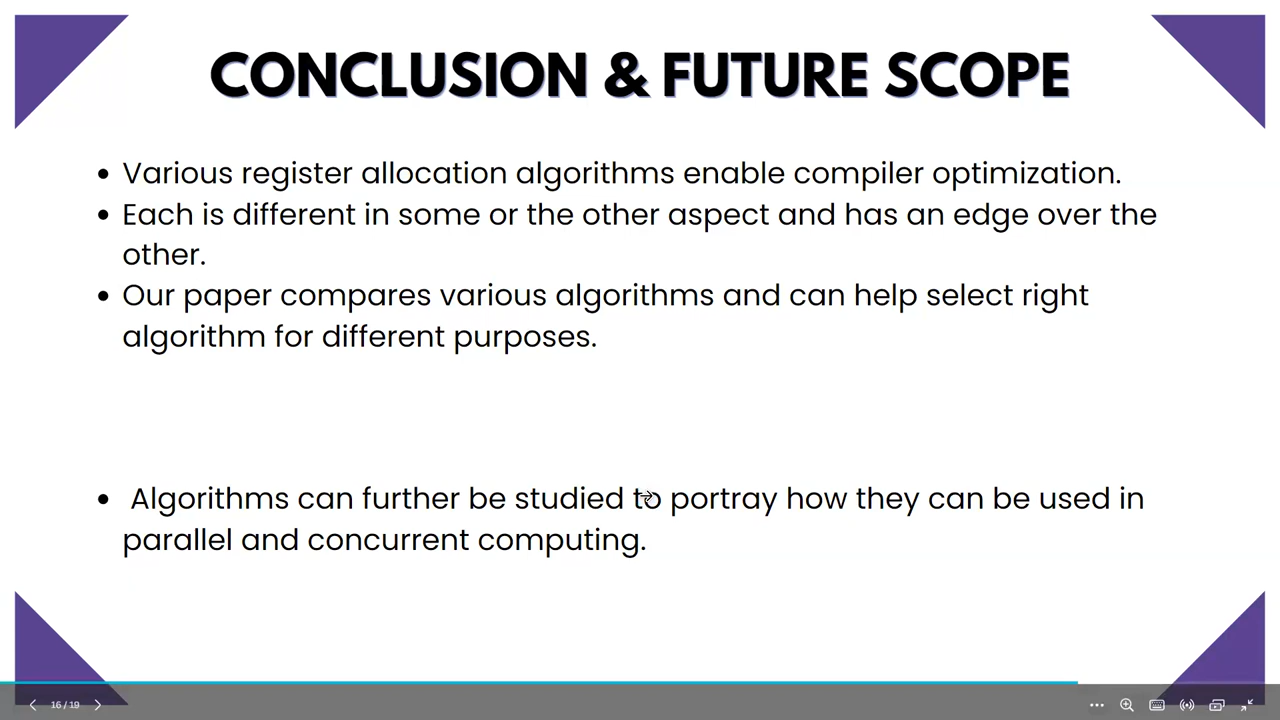 CONCLUSION & FUTURE SCOPE
• Various register allocation algorithms enable compiler optimization.
• Each is different in some or the other aspect and has an edge over the
other.
• Our paper compares various algorithms and can help select right
algorithm for different purposes.
• Algorithms can further be studied to portray how they can be used in
parallel and concurrent computing.
16 / 19